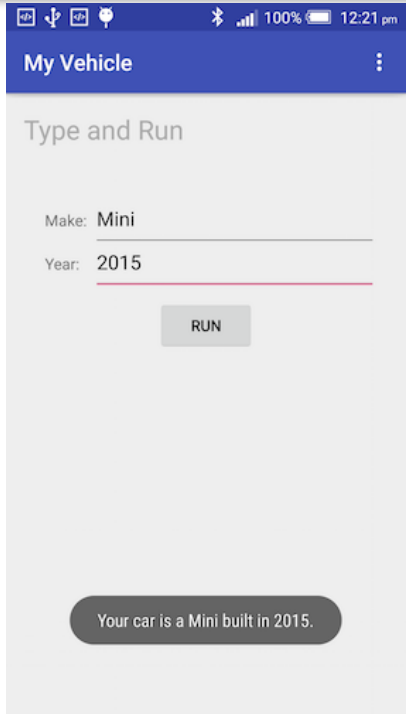 100% 12:21 pm
My Vehicle
Type and Run
Make: Mini
Year: 2015
RUN
Your car is a Mini built in 2015.